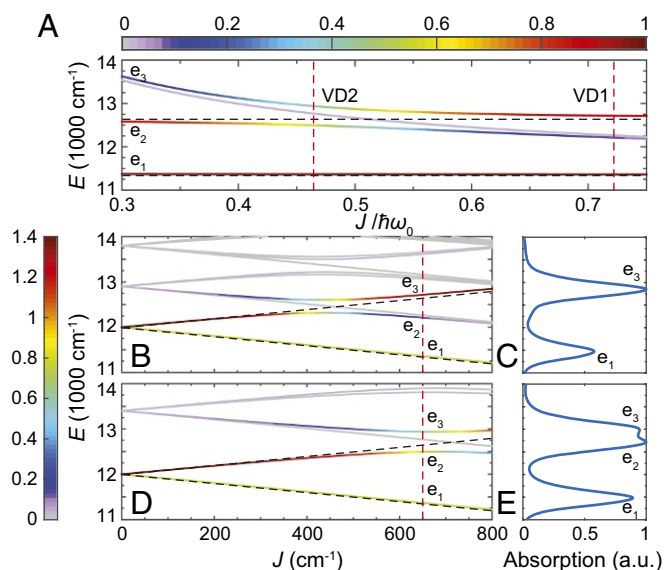 A
0 0.2 0.4 0.6 0.8 1
14
13
12
11
E (1000 cm⁻¹)
e₃
e₂
e₁
VD2
VD1
0.3 0.4 0.5 0.6 0.7
J/ħω₀
1.4
1.2
1
0.8
0.6
0.4
0.2
0
E (1000 cm⁻¹)
14
13
12
11
B
e₃
e₂
e₁
C
e₃
e₁
14
13
12
11
D
e₃
e₂
e₁
E
e₃
e₂
e₁
0 200 400 600 800
J (cm⁻¹)
0 0.5 1
Absorption (a.u.)